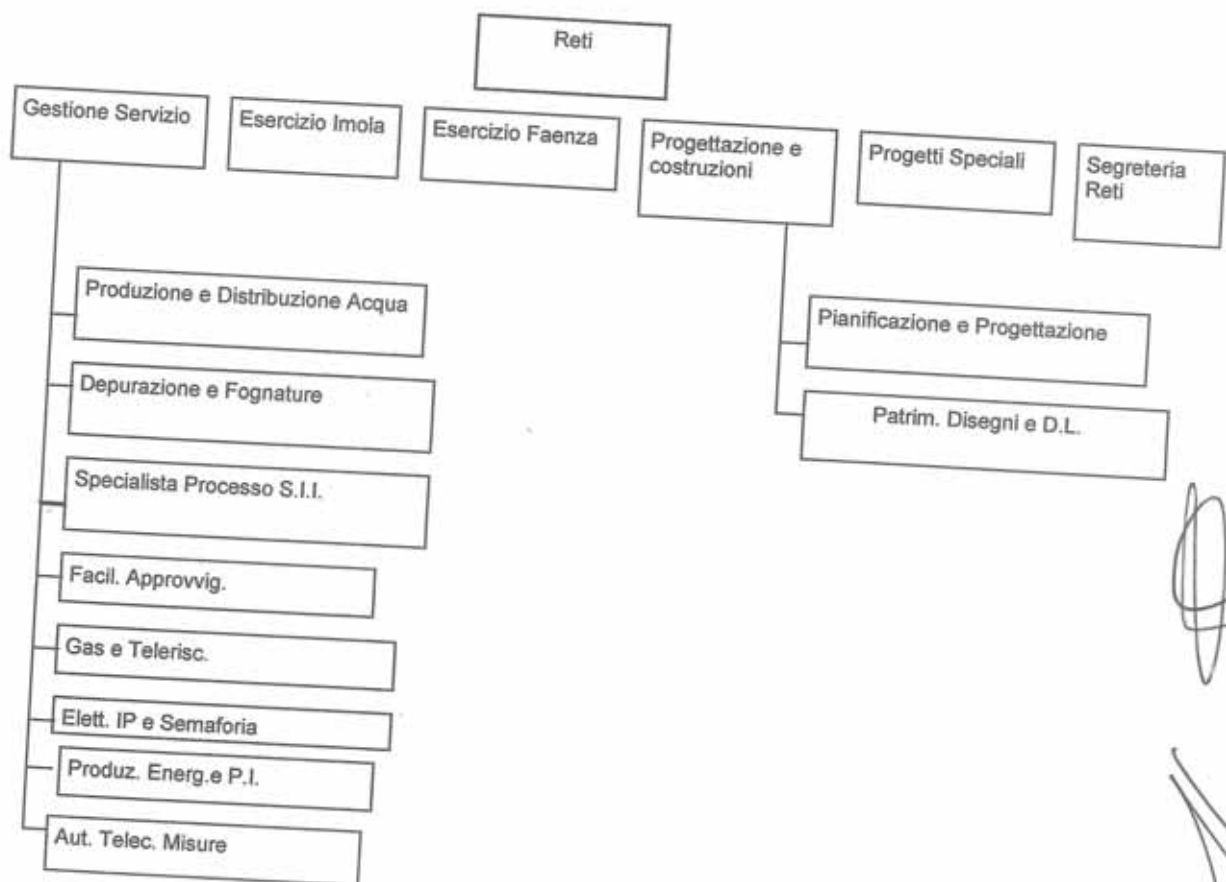 Reti
Gestione Servizio
Esercizio Imola
Esercizio Faenza
Progettazione e
costruzioni
Progetti Speciali
Segreteria
Reti
Produzione e Distribuzione Acqua
Depurazione e Fognature
Specialista Processo S.I.I.
Facil. Approvvig.
Gas e Telerisc.
Elett. IP e Semaforia
Produz. Energ.e P.I.
Aut. Telec. Misure
Pianificazione e Progettazione
Patrim. Disegni e D.L.